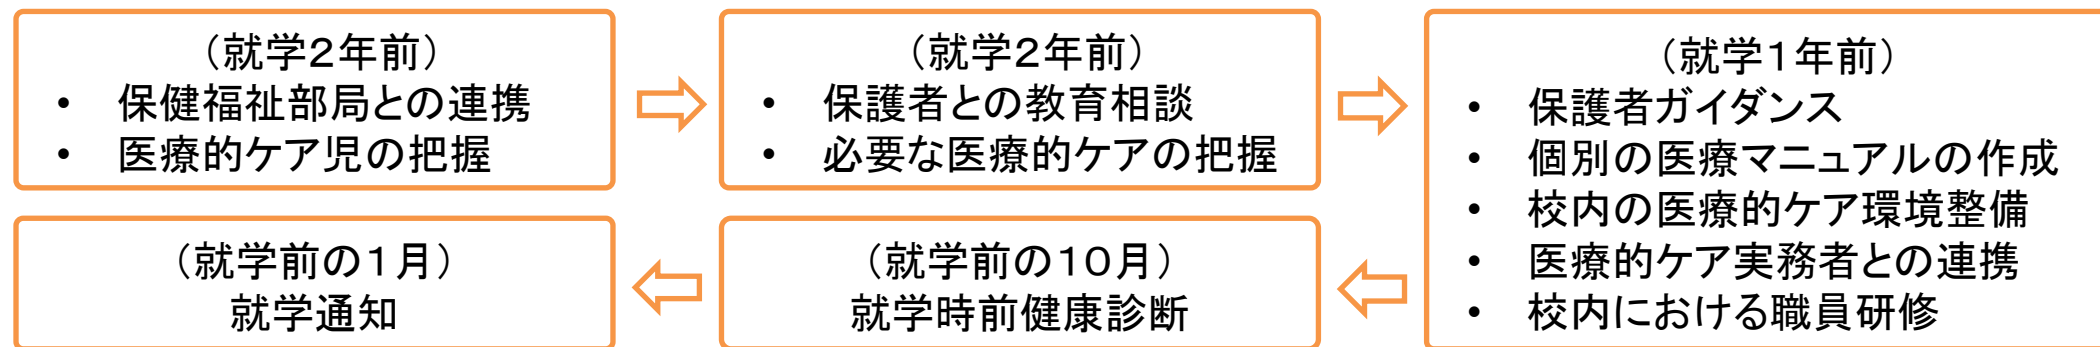 （就学２年前）
• 保健福祉部局との連携
• 医療的ケア児の把握
（就学２年前）
• 保護者との教育相談
• 必要な医療的ケアの把握
（就学１年前）
• 保護者ガイダンス
• 個別の医療マニュアルの作成
• 校内の医療的ケア環境整備
• 医療的ケア実務者との連携
• 校内における職員研修
（就学前の１０月）
就学時前健康診断
（就学前の１月）
就学通知